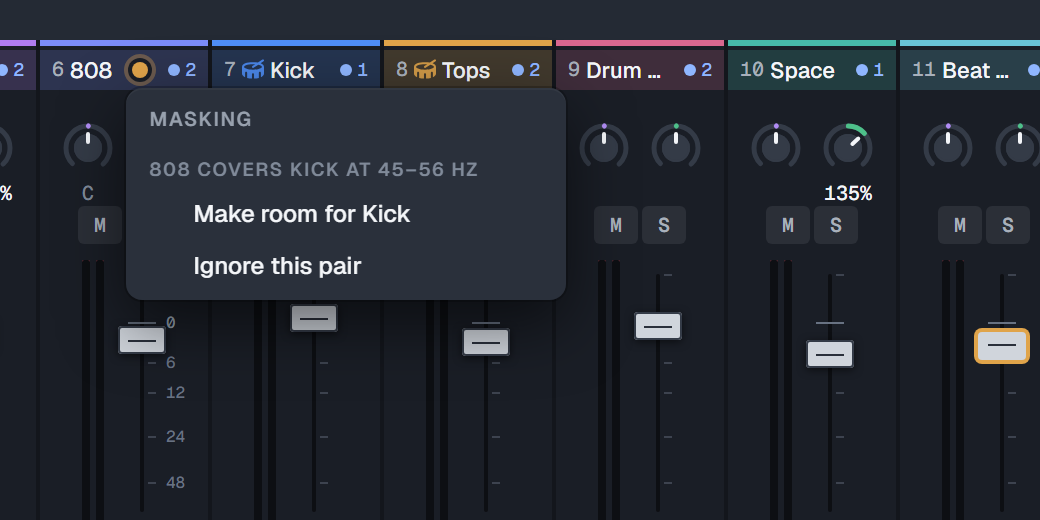 2
6 808 2
7 Kick 1
8 Tops 2
9 Drum ... 2
10 Space 1
11 Beat ...
MASKING
808 COVERS KICK AT 45–56 HZ
Make room for Kick
Ignore this pair
%
C
135%
M
M S
M S
M S
0
6
12
24
48